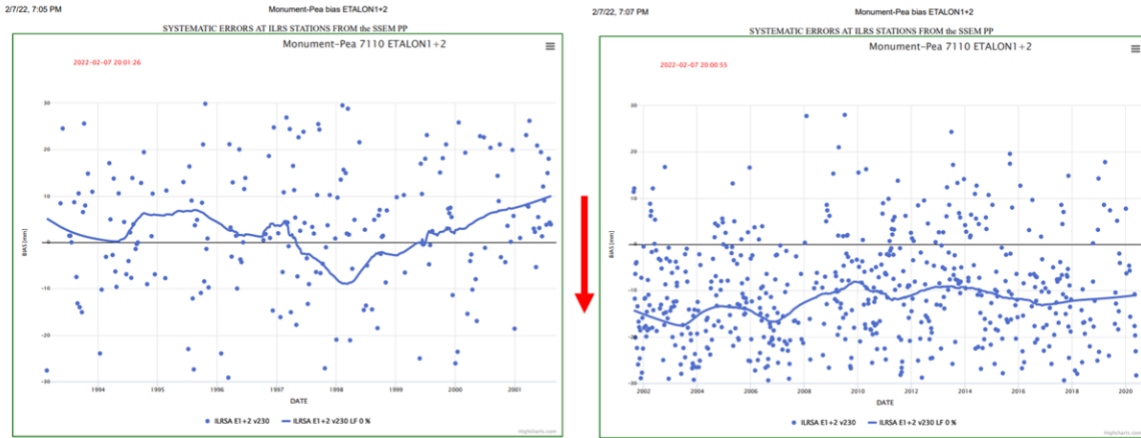 2/7/22, 7:05 PM
Monument-Pea bias ETALON1+2
SYSTEMATIC ERRORS AT ILRS STATIONS FROM the SSEM PP
Monument-Pea 7110 ETALON1+2
2022-02-07 20:01:26
30
20
10
0
-10
-20
-30
BIAS[mm]
1994
1995
1996
1997
1998
1999
2000
2001
DATE
ILRSA E1+2 v230
ILRSA E1+2 v230 LF 0 %
Highcharts.com
2/7/22, 7:07 PM
Monument-Pea bias ETALON1+2
SYSTEMATIC ERRORS AT ILRS STATIONS FROM the SSEM PP
Monument-Pea 7110 ETALON1+2
2022-02-07 20:00:55
30
20
10
0
-10
-20
-30
BIAS[mm]
2002
2004
2006
2008
2010
2012
2014
2016
2018
2020
DATE
ILRSA E1+2 v230
ILRSA E1+2 v230 LF 0 %
Highcharts.com